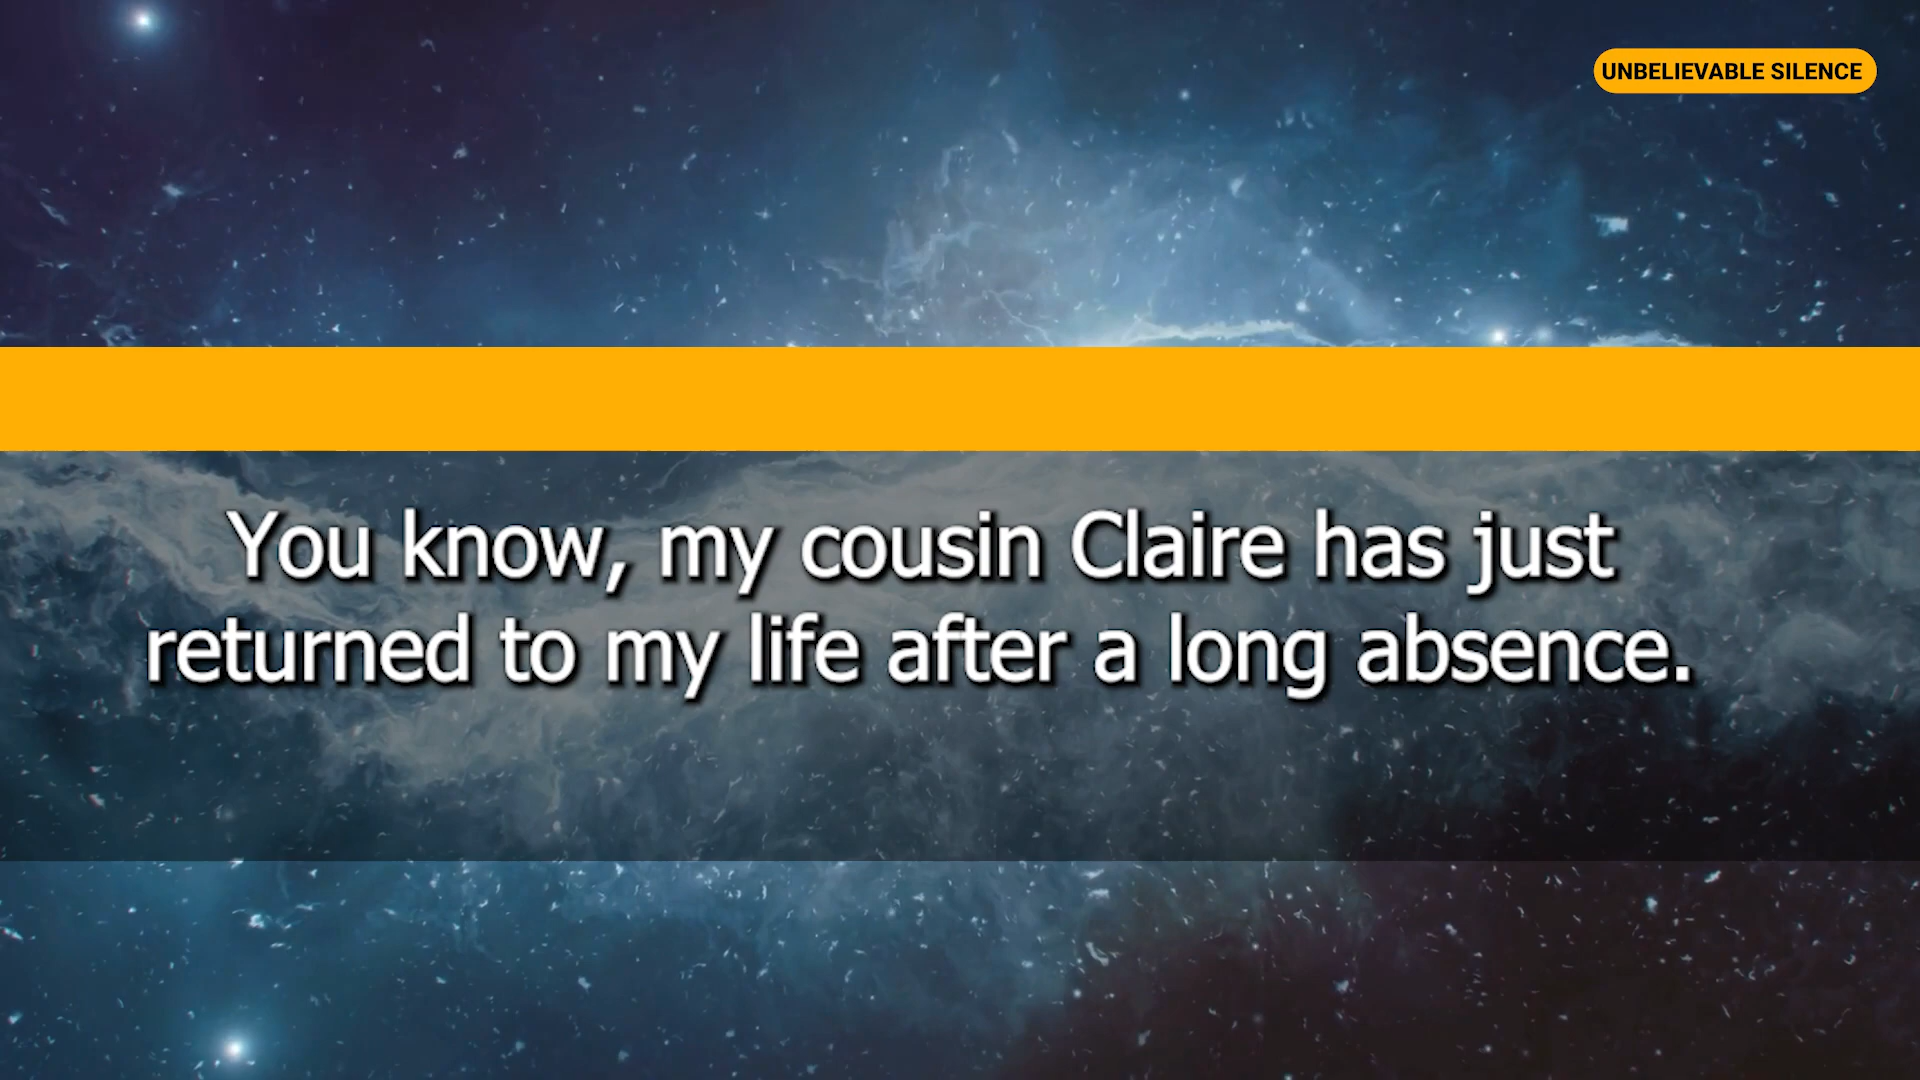 UNBELIEVABLE SILENCE
You know, my cousin Claire has just
returned to my life after a long absence.